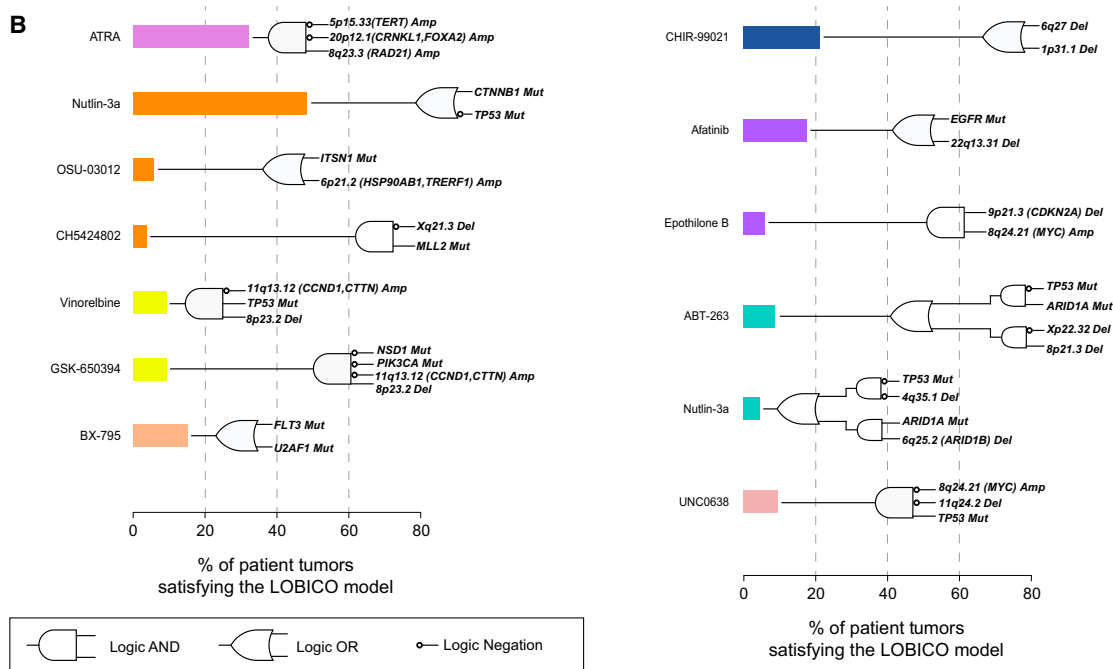 B
ATRA
5p15.33(TERT) Amp
20p12.1(CRNKL1,FOXA2) Amp
8q23.3 (RAD21) Amp
Nutlin-3a
CTNNB1 Mut
TP53 Mut
OSU-03012
ITSN1 Mut
6p21.2 (HSP90AB1,TRERF1) Amp
CH5424802
Xq21.3 Del
MLL2 Mut
Vinorelbine
11q13.12 (CCND1,CTTN) Amp
TP53 Mut
8p23.2 Del
GSK-650394
NSD1 Mut
PIK3CA Mut
11q13.12 (CCND1,CTTN) Amp
8p23.2 Del
BX-795
FLT3 Mut
U2AF1 Mut
0 20 40 60 80
% of patient tumors
satisfying the LOBICO model
CHIR-99021
6q27 Del
1p31.1 Del
Afatinib
EGFR Mut
22q13.31 Del
Epothilone B
9p21.3 (CDKN2A) Del
8q24.21 (MYC) Amp
ABT-263
TP53 Mut
ARID1A Mut
Xp22.32 Del
8p21.3 Del
Nutlin-3a
TP53 Mut
4q35.1 Del
ARID1A Mut
6q25.2 (ARID1B) Del
UNC0638
8q24.21 (MYC) Amp
11q24.2 Del
TP53 Mut
0 20 40 60 80
% of patient tumors
satisfying the LOBICO model
Logic AND Logic OR Logic Negation